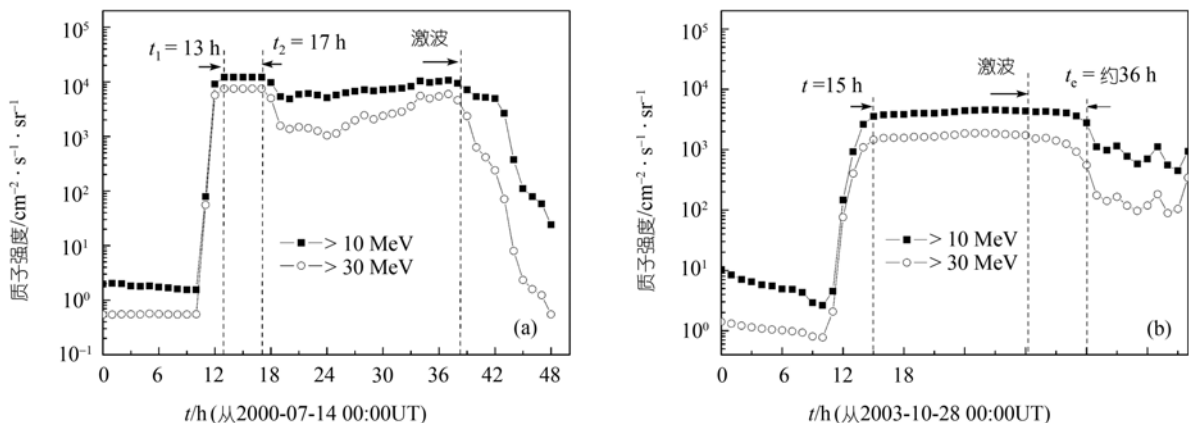 10⁵
10⁴
10³
10²
10¹
10⁰
10⁻¹
质子强度/cm⁻² · s⁻¹ · sr⁻¹
t₁ = 13 h
t₂ = 17 h
激波
> 10 MeV
> 30 MeV
(a)
0 6 12 18 24 30 36 42 48
t/h (从2000-07-14 00:00UT)
10⁵
10⁴
10³
10²
10¹
10⁰
质子强度/cm⁻² · s⁻¹ · sr⁻¹
t =15 h
激波
t_c = 约36 h
> 10 MeV
> 30 MeV
(b)
0 6 12 18
t/h (从2003-10-28 00:00UT)